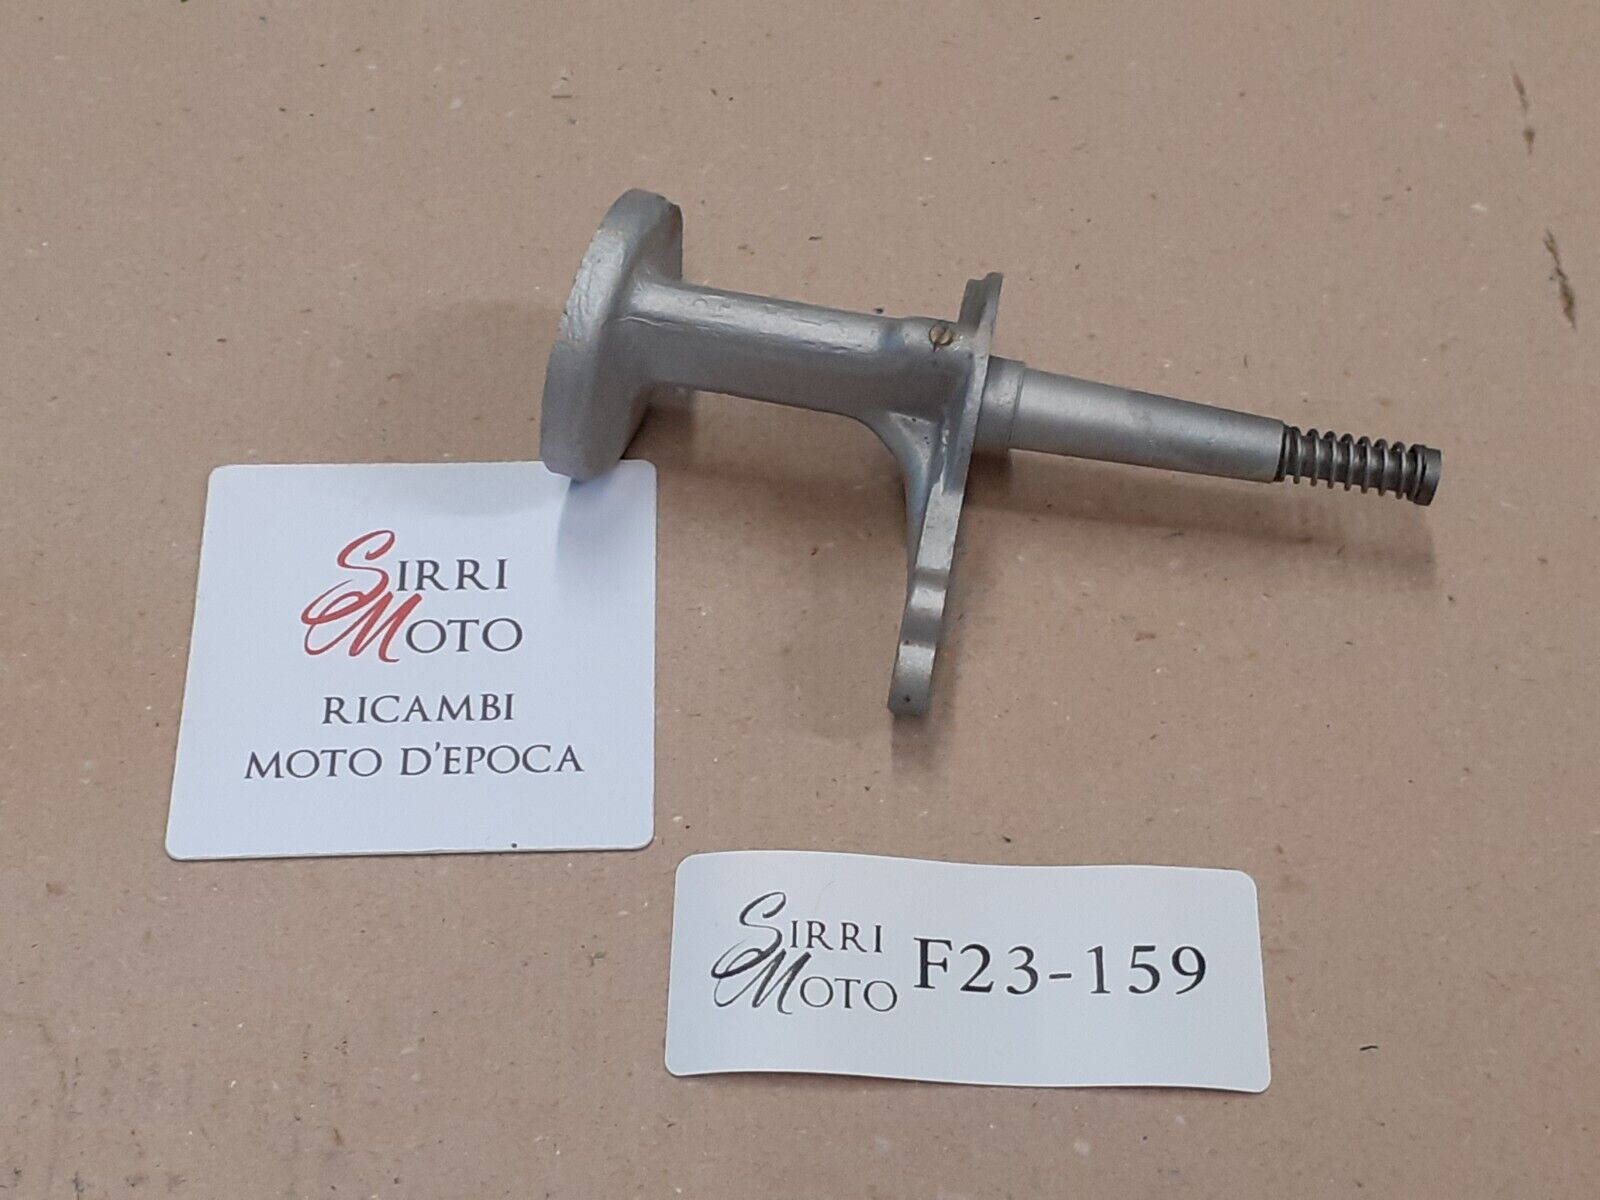 SIRRI
MOTO
RICAMBI
MOTO D'EPOCA
SIRRI
MOTO F23-159